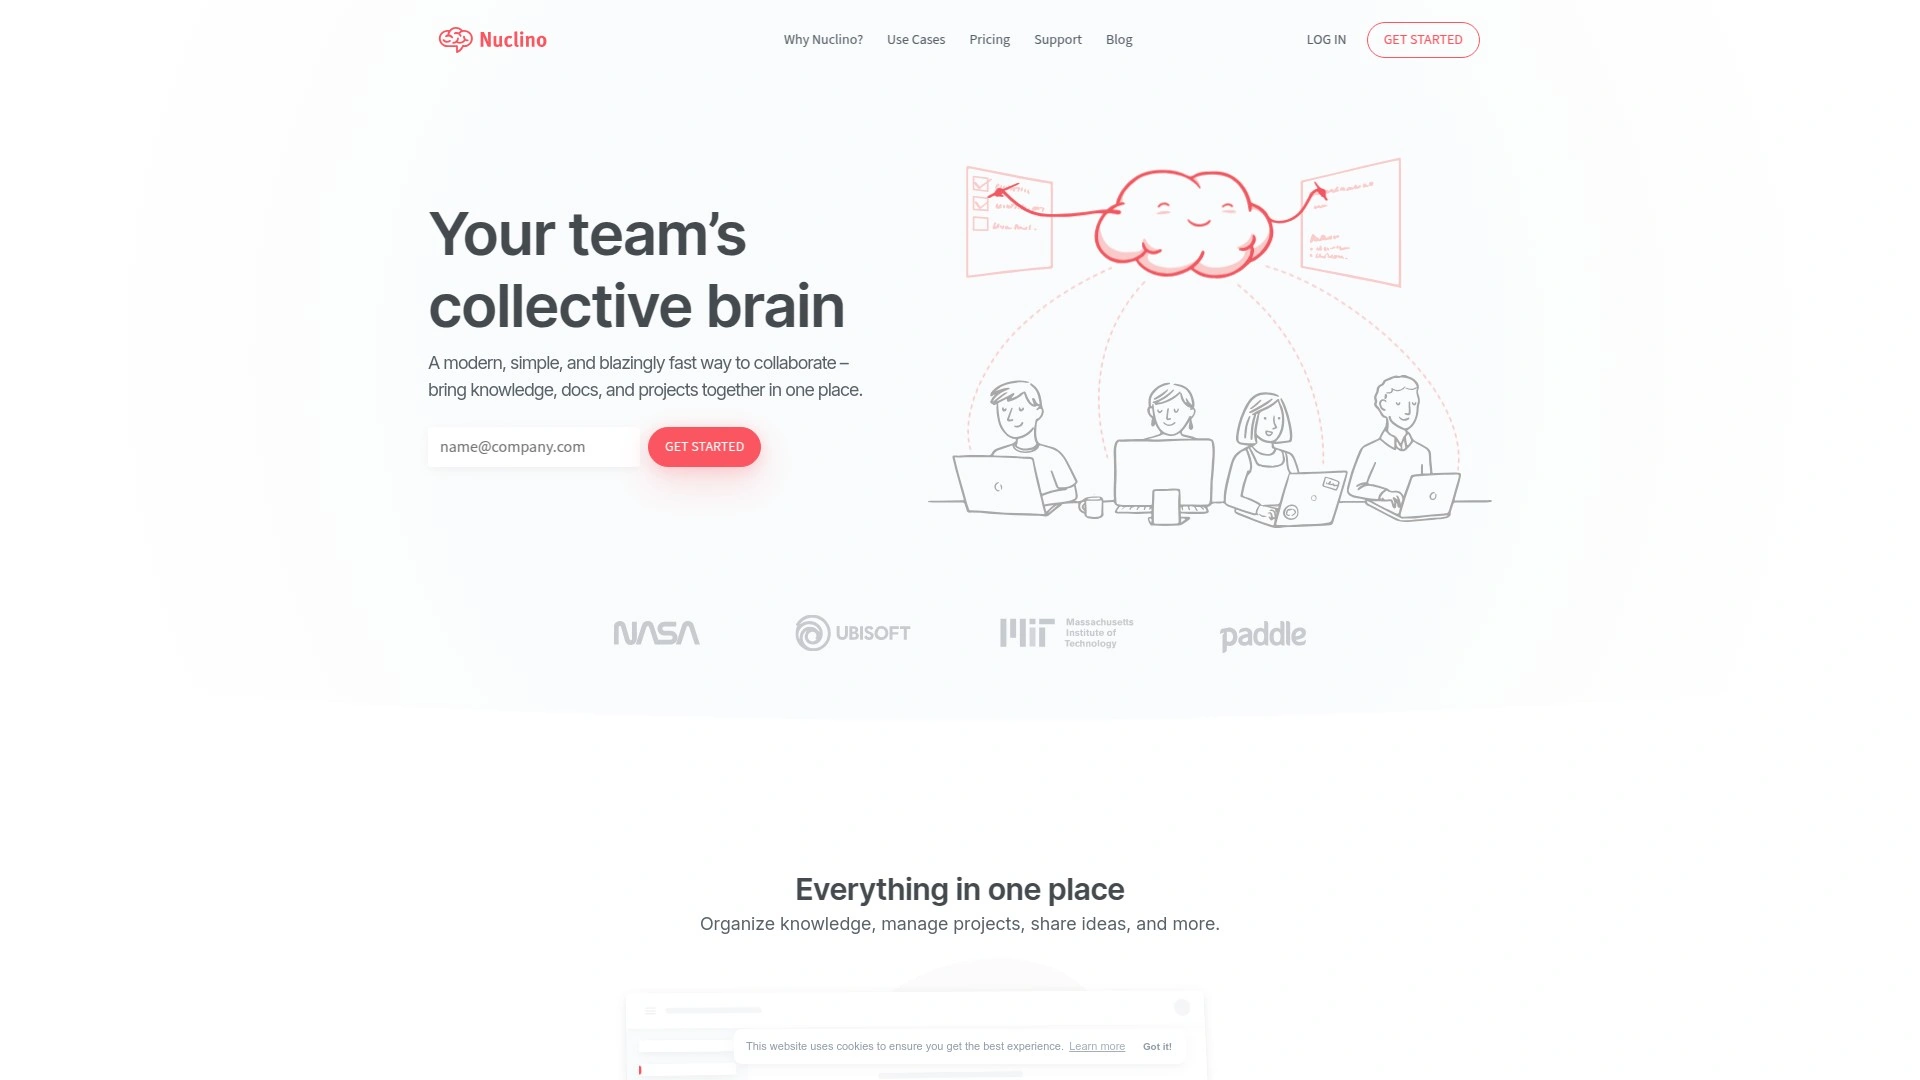 Nuclino
Why Nuclino?
Use Cases
Pricing
Support
Blog
LOG IN
GET STARTED
Your team’s
collective brain
A modern, simple, and blazingly fast way to collaborate –
bring knowledge, docs, and projects together in one place.
name@company.com
GET STARTED
NASA
UBISOFT
MIT
Massachusetts
Institute of
Technology
paddle
Everything in one place
Organize knowledge, manage projects, share ideas, and more.
This website uses cookies to ensure you get the best experience. Learn more
Got it!